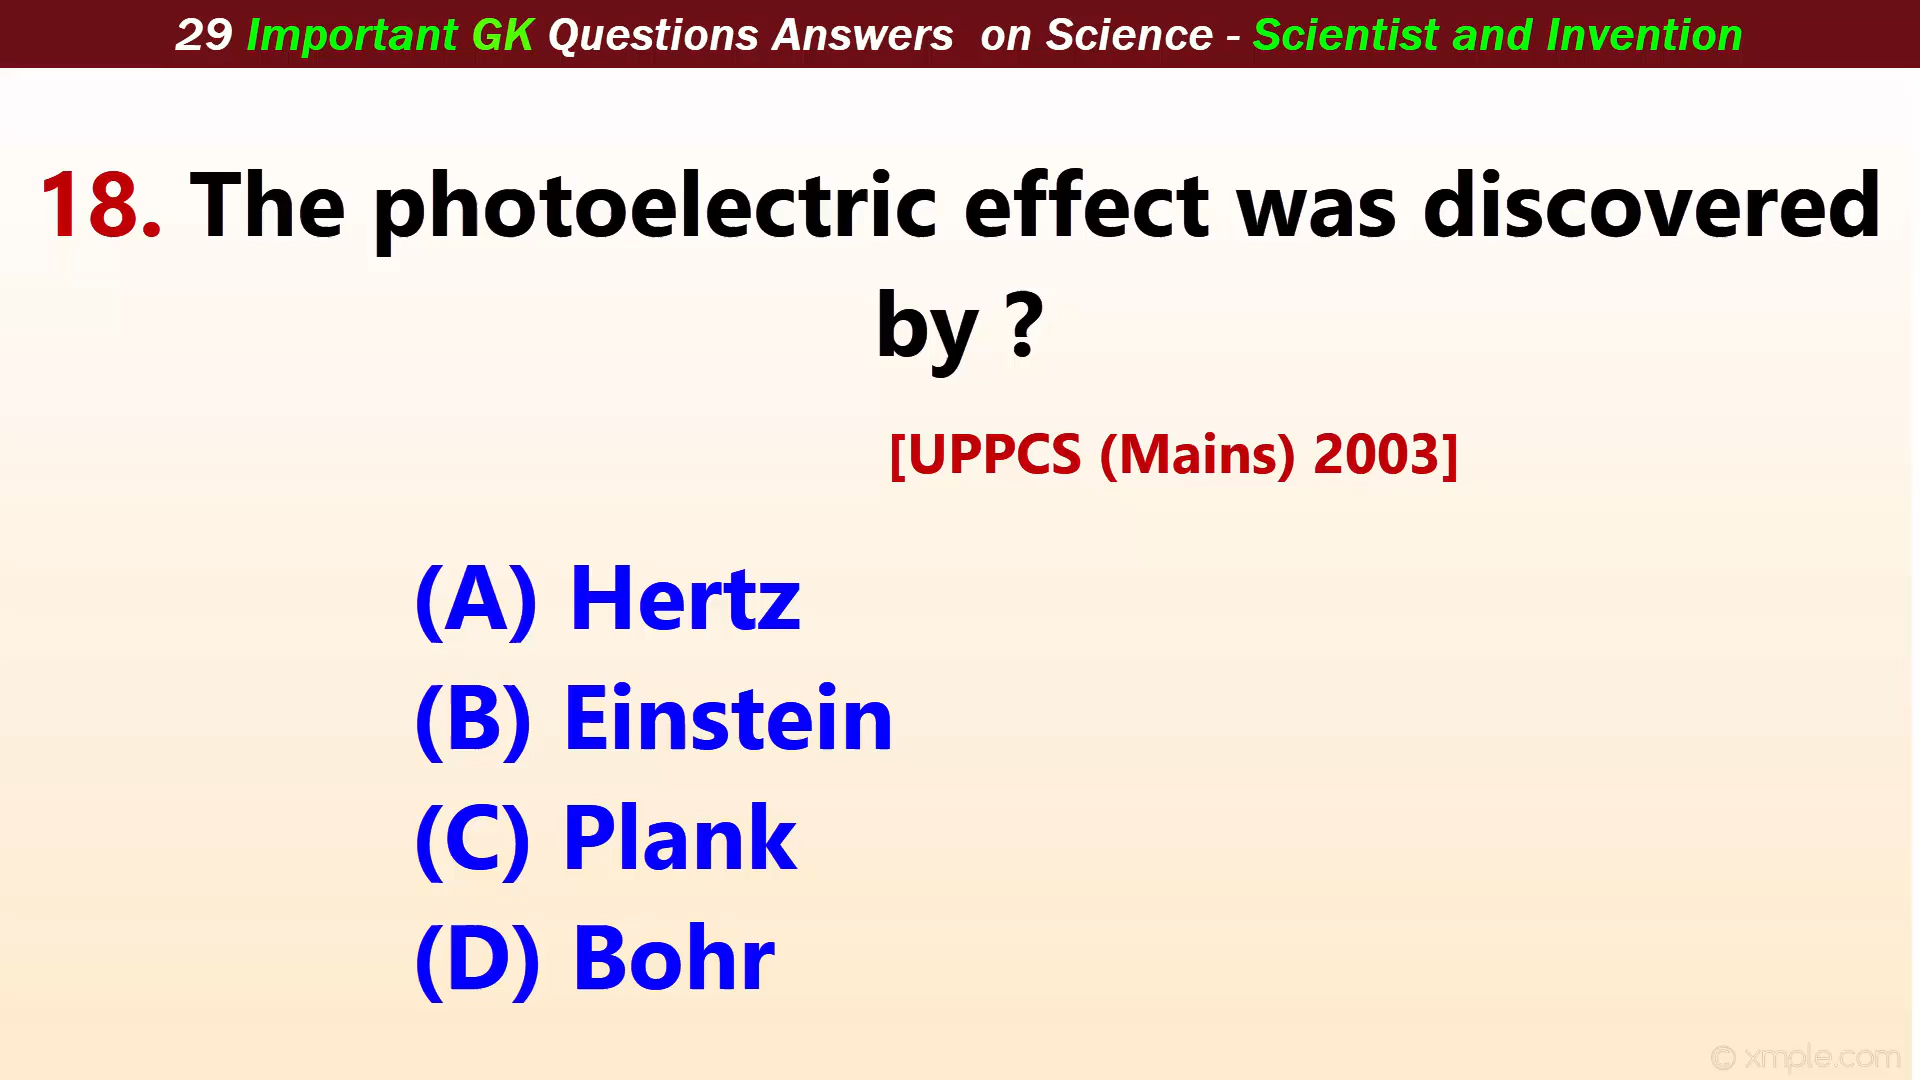 29 Important GK Questions Answers on Science - Scientist and Invention
18. The photoelectric effect was discovered
by ?
[UPPCS (Mains) 2003]
(A) Hertz
(B) Einstein
(C) Plank
(D) Bohr
© xmple.com